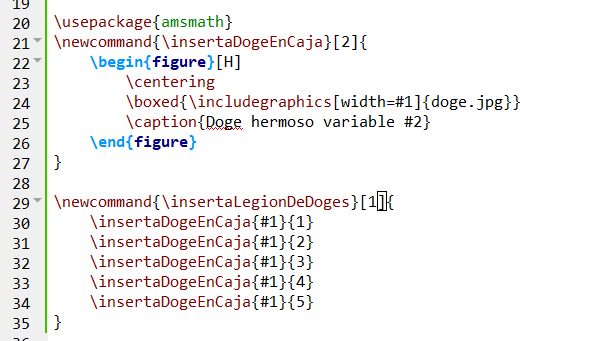 19
20 \usepackage{amsmath}
21 \newcommand{\insertaDogeEnCaja}[2]{
22 \begin{figure}[H]
23 \centering
24 \boxed{\includegraphics[width=#1]{doge.jpg}}
25 \caption{Doge hermoso variable #2}
26 \end{figure}
27 }
28
29 \newcommand{\insertaLegionDeDoges}[1]{
30 \insertaDogeEnCaja{#1}{1}
31 \insertaDogeEnCaja{#1}{2}
32 \insertaDogeEnCaja{#1}{3}
33 \insertaDogeEnCaja{#1}{4}
34 \insertaDogeEnCaja{#1}{5}
35 }
36